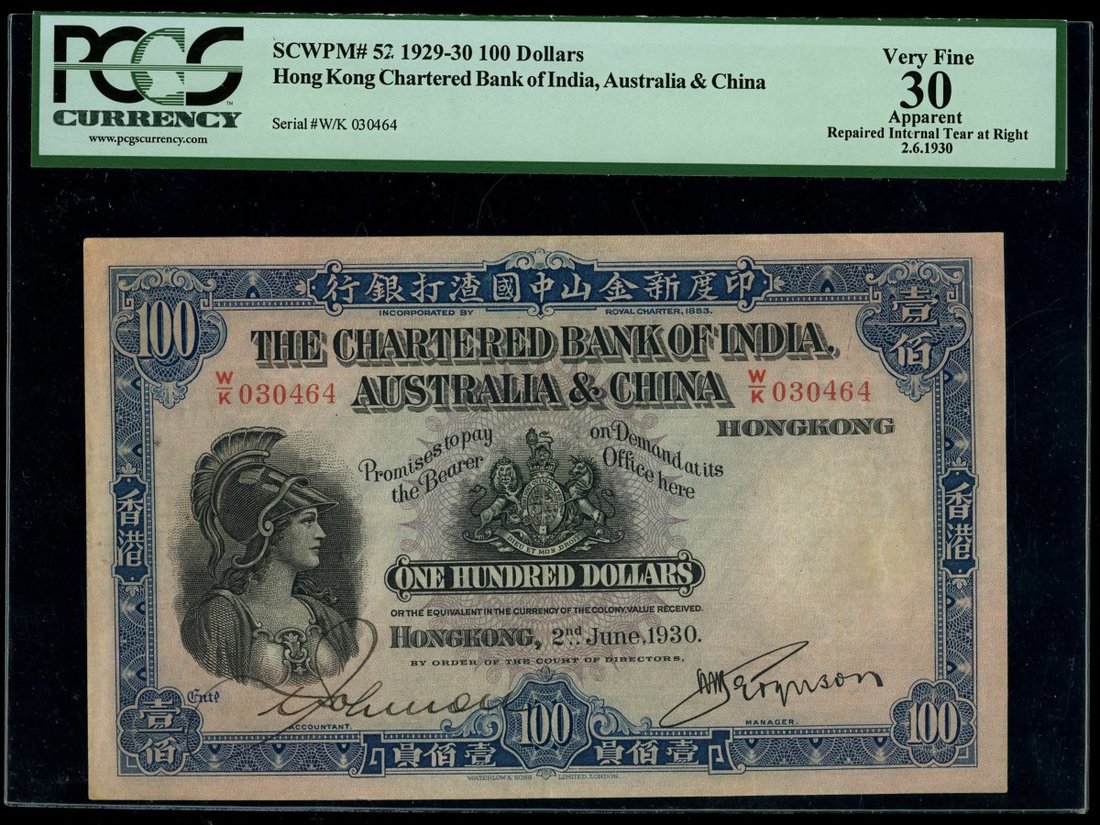 PCGS
CURRENCY
™
www.pcgscurrency.com
SCWPM# 52 1929-30 100 Dollars
Hong Kong Chartered Bank of India, Australia & China
Serial #W/K 030464
Very Fine
30
Apparent
Repaired Internal Tear at Right
2.6.1930
行銀打渣國中山金新度印
INCORPORATED BY ROYAL CHARTER, 1853.
100
壹佰
THE CHARTERED BANK OF INDIA,
AUSTRALIA & CHINA
W/K 030464
W/K 030464
HONGKONG
Promises to pay on Demand at its
the Bearer Office here
DIEU ET MON DROIT
香港
香港
ONE HUNDRED DOLLARS
OR THE EQUIVALENT IN THE CURRENCY OF THE COLONY, VALUE RECEIVED.
HONGKONG, 2nd June, 1930.
BY ORDER OF THE COURT OF DIRECTORS.
Entd
ACCOUNTANT.
MANAGER.
壹佰
100
100
員佰壹
員佰壹
WATERLOW & SONS LIMITED, LONDON.